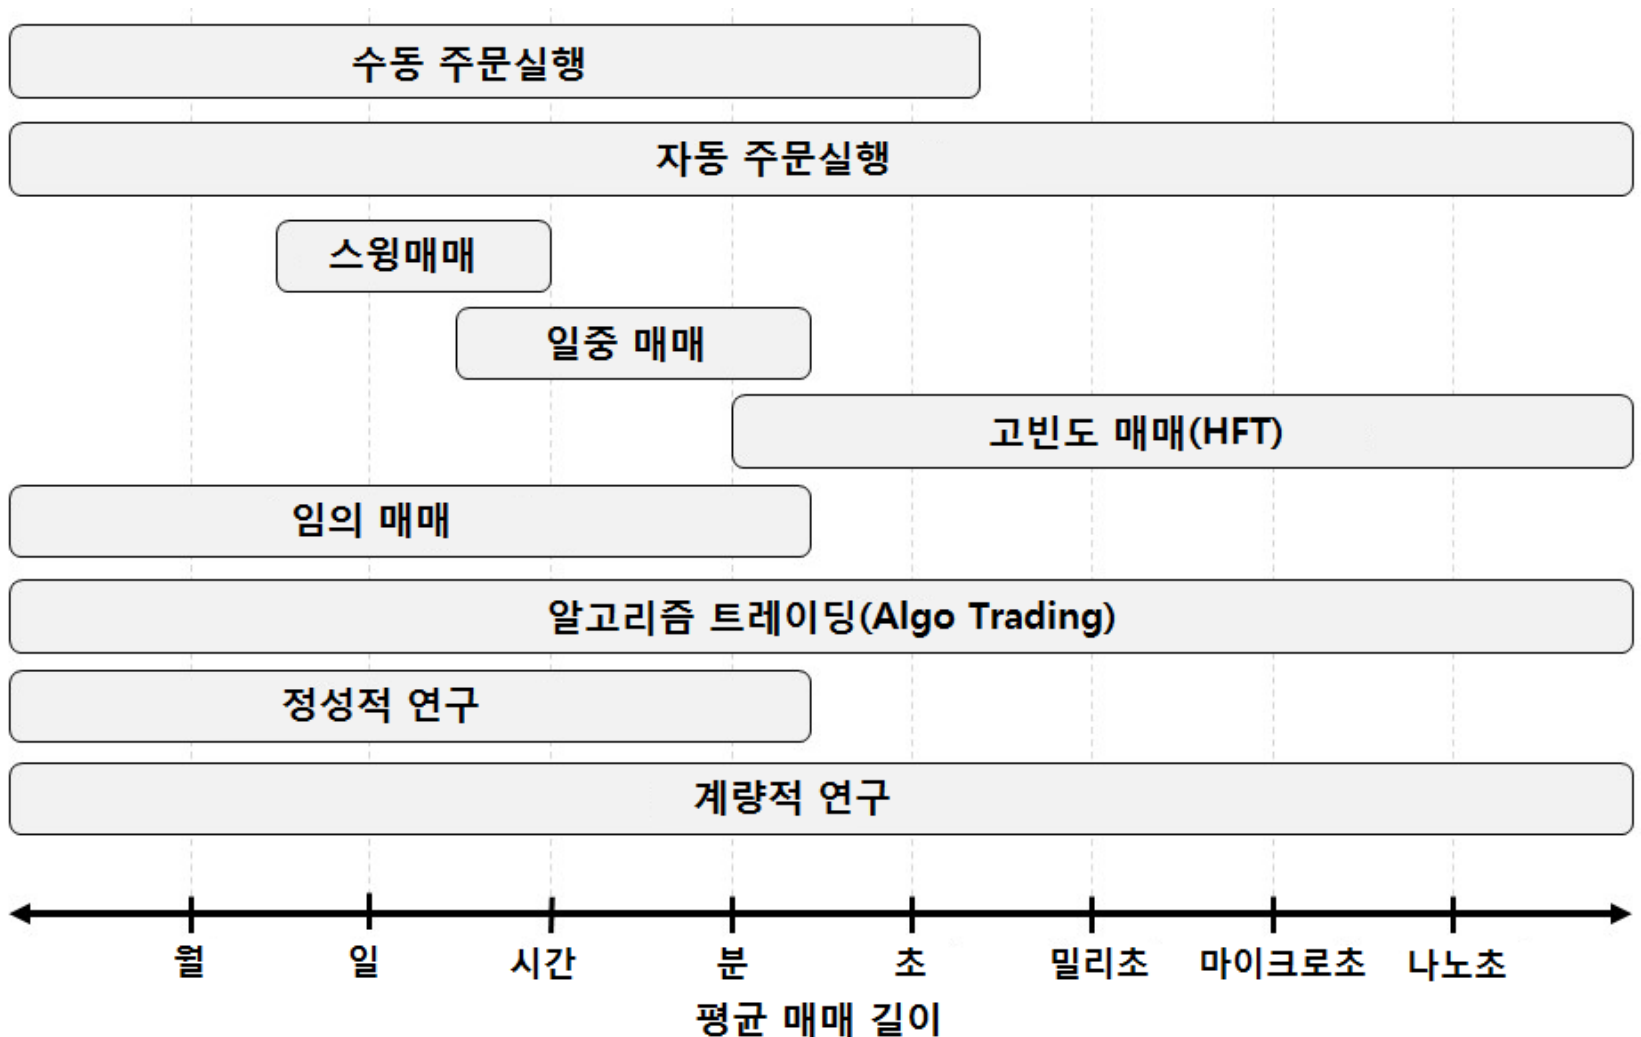 수동 주문실행
자동 주문실행
스윙매매
일중 매매
고빈도 매매(HFT)
임의 매매
알고리즘 트레이딩(Algo Trading)
정성적 연구
계량적 연구
월 일 시간 분 초 밀리초 마이크로초 나노초
평균 매매 길이